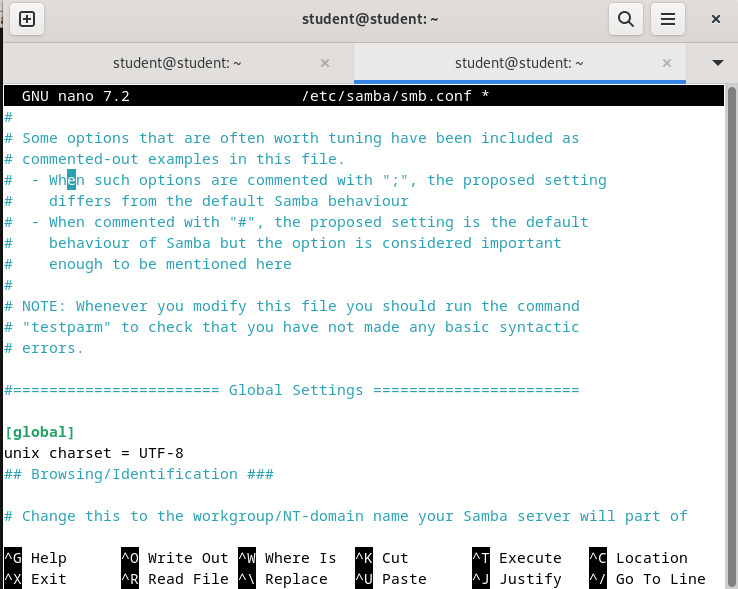 student@student: ~
student@student: ~ × student@student: ~ ×
GNU nano 7.2 /etc/samba/smb.conf *
#
# Some options that are often worth tuning have been included as
# commented-out examples in this file.
#  - When such options are commented with ";", the proposed setting
#    differs from the default Samba behaviour
#  - When commented with "#", the proposed setting is the default
#    behaviour of Samba but the option is considered important
#    enough to be mentioned here
#
# NOTE: Whenever you modify this file you should run the command
# "testparm" to check that you have not made any basic syntactic
# errors.
#======================= Global Settings =======================
[global]
unix charset = UTF-8
## Browsing/Identification ###
# Change this to the workgroup/NT-domain name your Samba server will part of
^G Help ^O Write Out ^W Where Is ^K Cut ^T Execute ^C Location
^X Exit ^R Read File ^\ Replace ^U Paste ^J Justify ^/ Go To Line